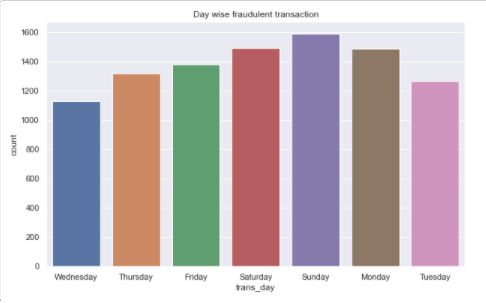 Day wise fraudulent transaction
1600
1400
1200
1000
800
600
400
200
0
count
Wednesday Thursday Friday Saturday Sunday Monday Tuesday
trans_day